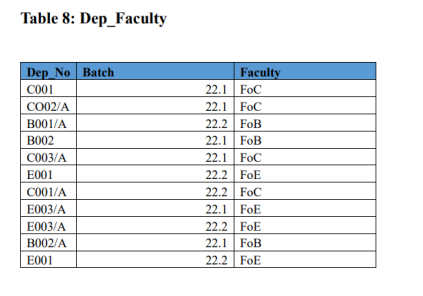 Table 8: Dep_Faculty
Dep_No Batch Faculty
C001 22.1 FoC
CO02/A 22.1 FoC
B001/A 22.2 FoB
B002 22.1 FoB
C003/A 22.1 FoC
E001 22.2 FoE
C001/A 22.2 FoC
E003/A 22.1 FoE
E003/A 22.2 FoE
B002/A 22.1 FoB
E001 22.2 FoE